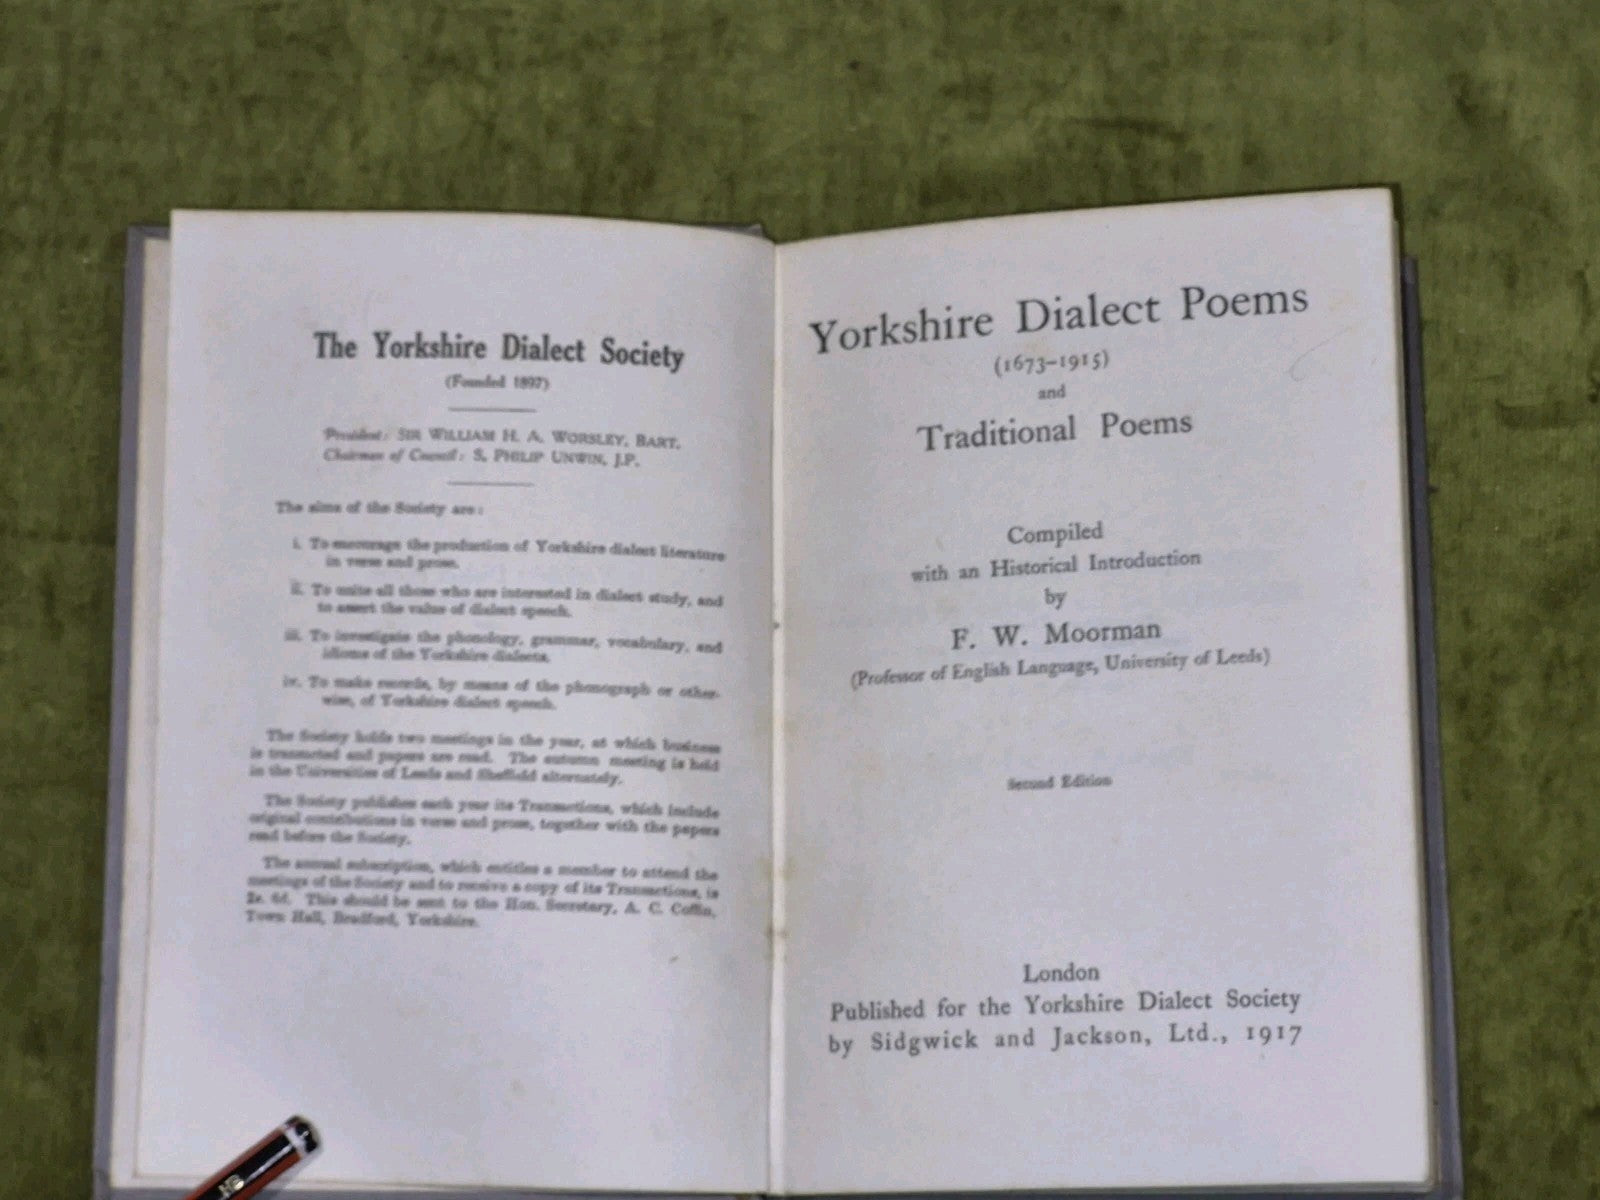 The Yorkshire Dialect Society
(Founded 1897)
President: SIR WILLIAM H. A. WORSLEY, BART.
Chairman of Council: S. PHILIP UNWIN, J.P.
The aims of the Society are:
i. To encourage the production of Yorkshire dialect literature
in verse and prose.
ii. To unite all those who are interested in dialect study, and
to assert the value of dialect speech.
iii. To investigate the phonology, grammar, vocabulary, and
idioms of the Yorkshire dialects.
iv. To make records, by means of the phonograph or other-
wise, of Yorkshire dialect speech.
The Society holds two meetings in the year, at which business
is transacted and papers are read. The autumn meeting is held
in the Universities of Leeds and Sheffield alternately.
The Society publishes each year its Transactions, which include
original contributions in verse and prose, together with the papers
read before the Society.
The annual subscription, which entitles a member to attend the
meetings of the Society and to receive a copy of its Transactions, is
2s. 6d. This should be sent to the Hon. Secretary, A. C. Coffin,
Town Hall, Bradford, Yorkshire.
Yorkshire Dialect Poems
(1673-1915)
and
Traditional Poems
Compiled
with an Historical Introduction
by
F. W. Moorman
(Professor of English Language, University of Leeds)
Second Edition
London
Published for the Yorkshire Dialect Society
by Sidgwick and Jackson, Ltd., 1917
HB